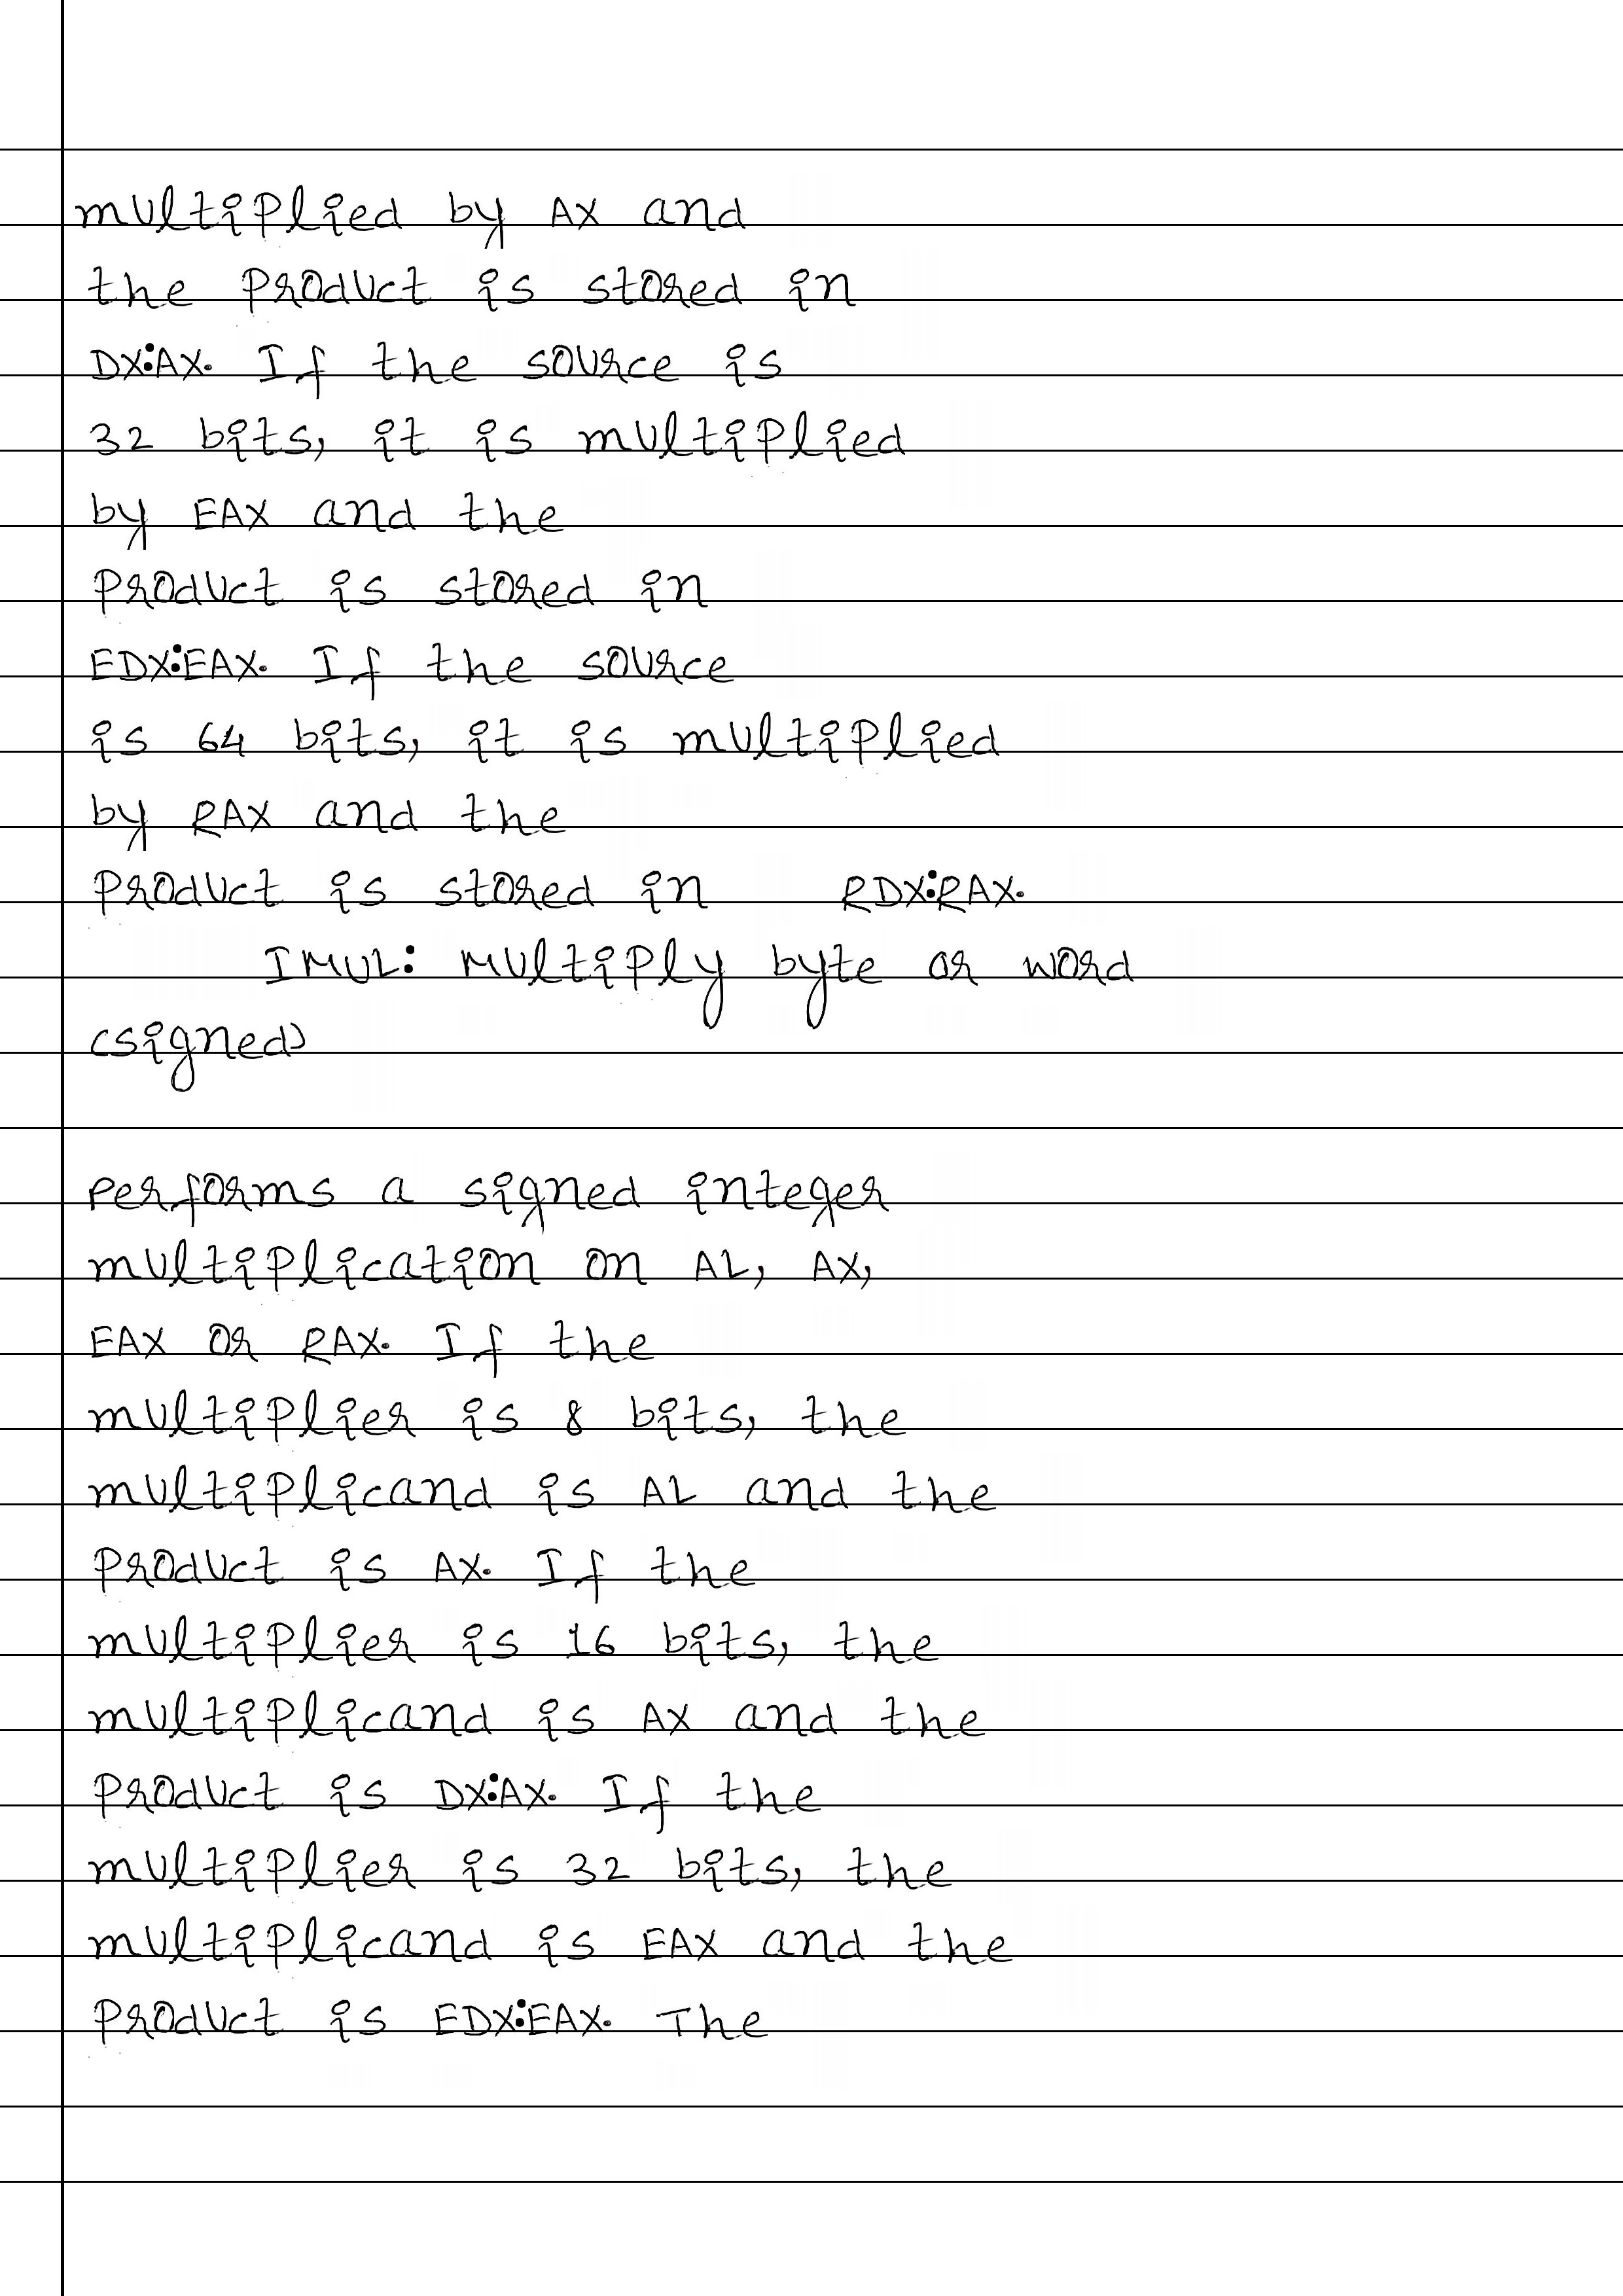 multiplied by AX and
the product is stored in
DX:AX. If the source is
32 bits, it is multiplied
by EAX and the
product is stored in
EDX:EAX. If the source
is 64 bits, it is multiplied
by RAX and the
product is stored in RDX:RAX.
IMUL: Multiply byte or word
(signed)
Performs a signed integer
multiplication on AL, AX,
EAX or RAX. If the
multiplier is 8 bits, the
multiplicand is AL and the
product is AX. If the
multiplier is 16 bits, the
multiplicand is AX and the
product is DX:AX. If the
multiplier is 32 bits, the
multiplicand is EAX and the
product is EDX:EAX. The